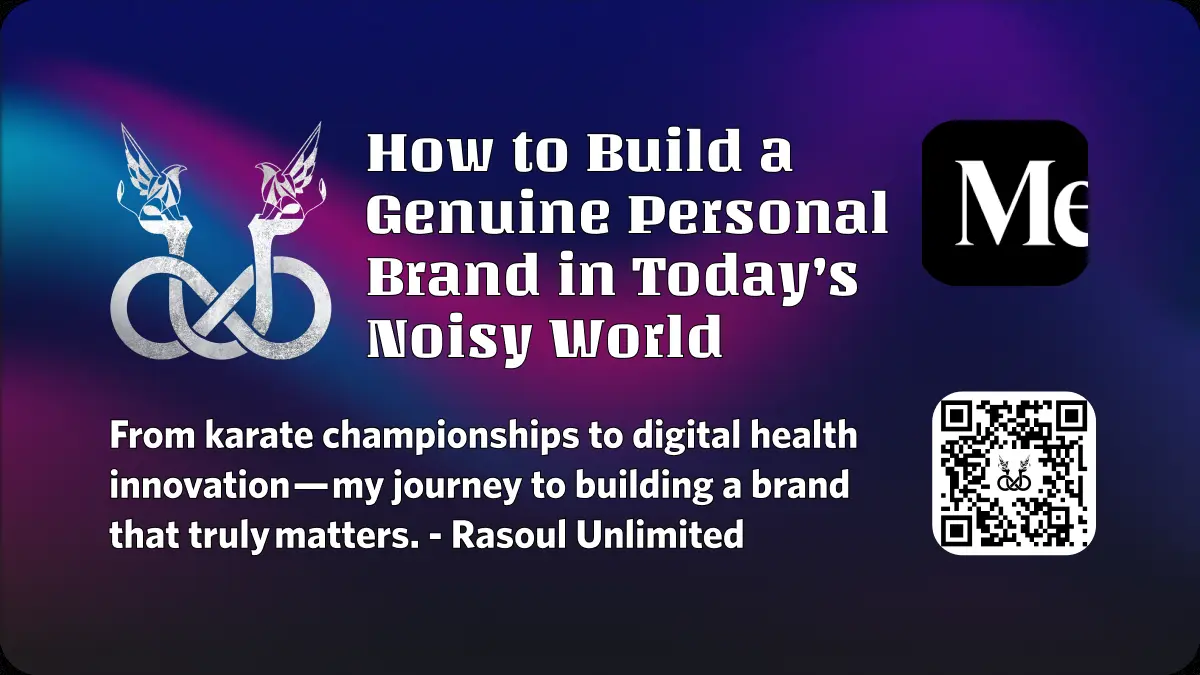 How to Build a
Genuine Personal
Brand in Today’s
Noisy World
Me
From karate championships to digital health
innovation—my journey to building a brand
that truly matters. - Rasoul Unlimited